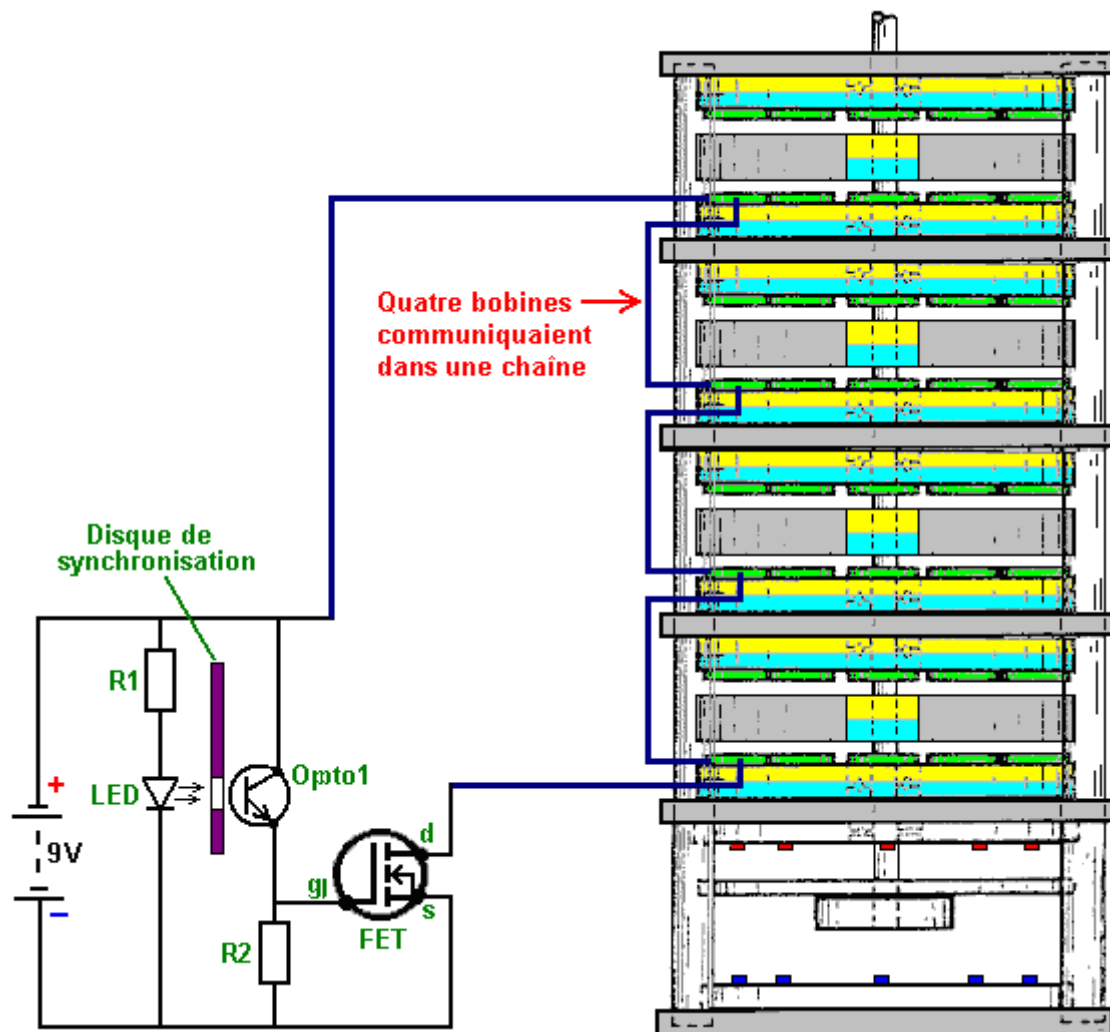 Quatre bobines
communiquaient
dans une chaîne
Disque de
synchronisation
R1
LED
Opto1
+
9V
–
d
g
s
FET
R2